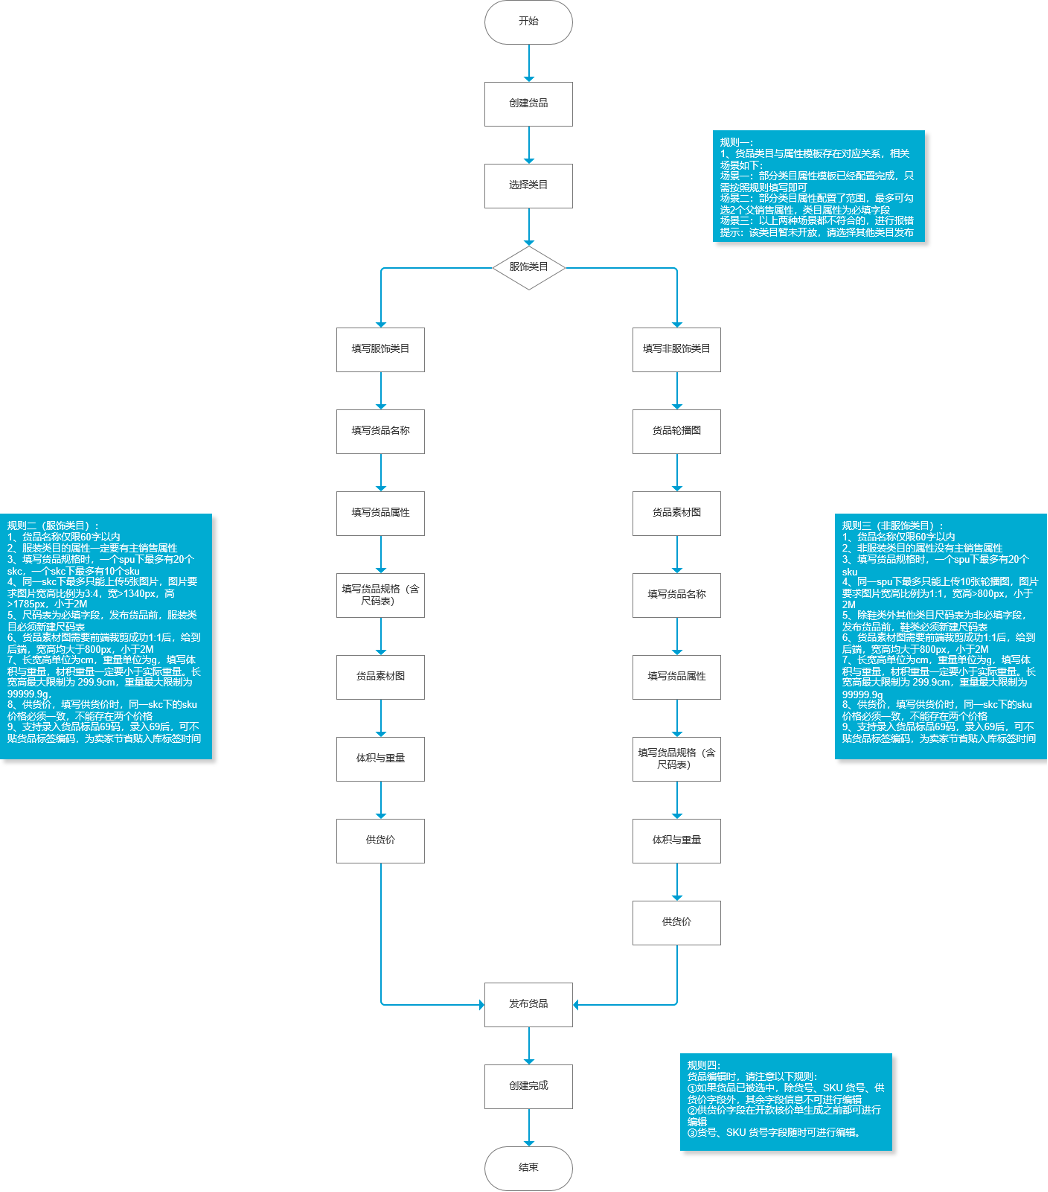 开始
创建货品
选择类目
规则一：
1、货品类目与属性模板存在对应关系，相关
场景如下：
场景一：部分类目属性模板已经配置完成，只
需按照规则填写即可
场景二：部分类目属性配置了范围，最多可勾
选2个父销售属性，类目属性为必填字段
场景三：以上两种场景都不符合的，进行报错
提示：该类目暂未开放，请选择其他类目发布
服饰类目
填写服饰类目
填写货品名称
填写货品属性
填写货品规格（含
尺码表）
货品素材图
体积与重量
供货价
填写非服饰类目
货品轮播图
货品素材图
填写货品名称
填写货品属性
填写货品规格（含
尺码表）
体积与重量
供货价
规则二（服饰类目）：
1、货品名称仅限60字以内
2、服装类目的属性一定要有主销售属性
3、填写货品规格时，一个spu下最多有20个
skc，一个skc下最多有10个sku
4、同一skc下最多只能上传5张图片，图片要
求图片宽高比例为3:4，宽>1340px，高
>1785px，小于2M
5、尺码表为必填字段，发布货品前，服装类
目必须新建尺码表
6、货品素材图需要前端裁剪成功1:1后，给到
后端，宽高均大于800px，小于2M
7、长宽高单位为cm，重量单位为g，填写体
积与重量，材积重量一定要小于实际重量。长
宽高最大限制为 299.9cm，重量最大限制为
99999.9g，
8、供货价，填写供货价时，同一skc下的sku
价格必须一致，不能存在两个价格
9、支持录入货品标品69码，录入69后，可不
贴货品标签编码，为卖家节省贴入库标签时间
规则三（非服饰类目）：
1、货品名称仅限60字以内
2、非服装类目的属性没有主销售属性
3、填写货品规格时，一个spu下最多有20个
sku
4、同一spu下最多只能上传10张轮播图，图片
要求图片宽高比例为1:1，宽高>800px，小于
2M
5、除鞋类外其他类目尺码表为非必填字段，
发布货品前，鞋类必须新建尺码表
6、货品素材图需要前端裁剪成功1:1后，给到
后端，宽高均大于800px，小于2M
7、长宽高单位为cm，重量单位为g，填写体
积与重量，材积重量一定要小于实际重量。长
宽高最大限制为 299.9cm，重量最大限制为
99999.9g
8、供货价，填写供货价时，同一skc下的sku
价格必须一致，不能存在两个价格
9、支持录入货品标品69码，录入69后，可不
贴货品标签编码，为卖家节省贴入库标签时间
发布货品
创建完成
结束
规则四：
货品编辑时，请注意以下规则：
①如果货品已被选中，除货号、SKU 货号、供
货价字段外，其余字段信息不可进行编辑
②供货价字段在开款核价单生成之前都可进行
编辑
③货号、SKU 货号字段随时可进行编辑。